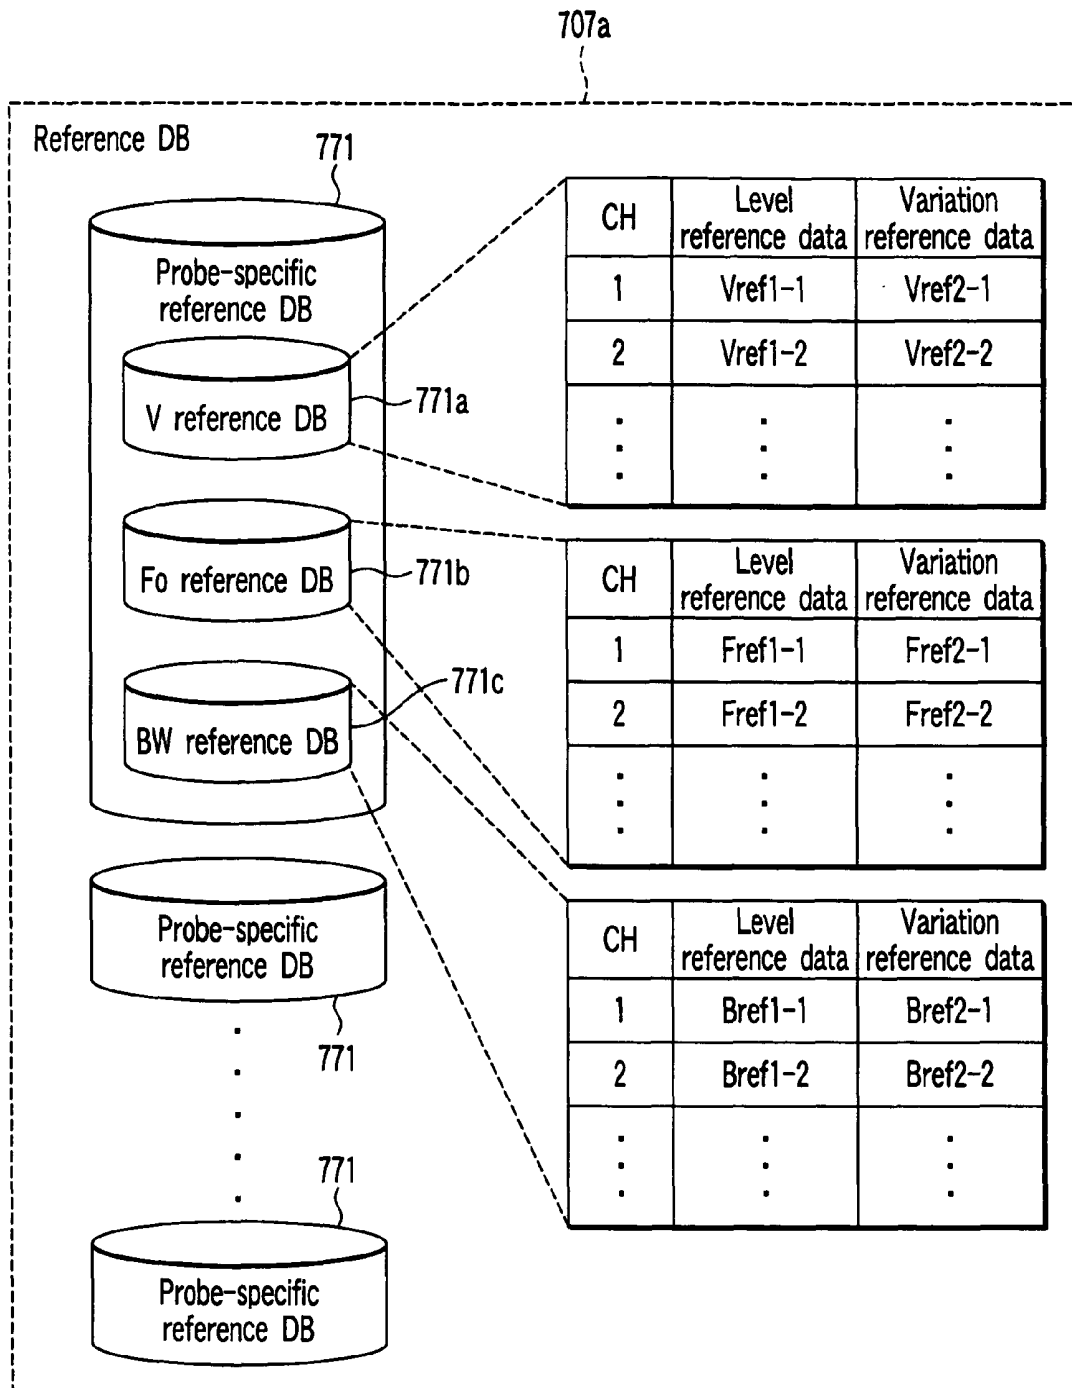 707a
Reference DB
771
Probe-specific
reference DB
V reference DB
771a
Fo reference DB
771b
BW reference DB
771c
Probe-specific
reference DB
771
771
Probe-specific
reference DB
CH Level reference data Variation reference data
1 Vref1-1 Vref2-1
2 Vref1-2 Vref2-2
CH Level reference data Variation reference data
1 Fref1-1 Fref2-1
2 Fref1-2 Fref2-2
CH Level reference data Variation reference data
1 Bref1-1 Bref2-1
2 Bref1-2 Bref2-2